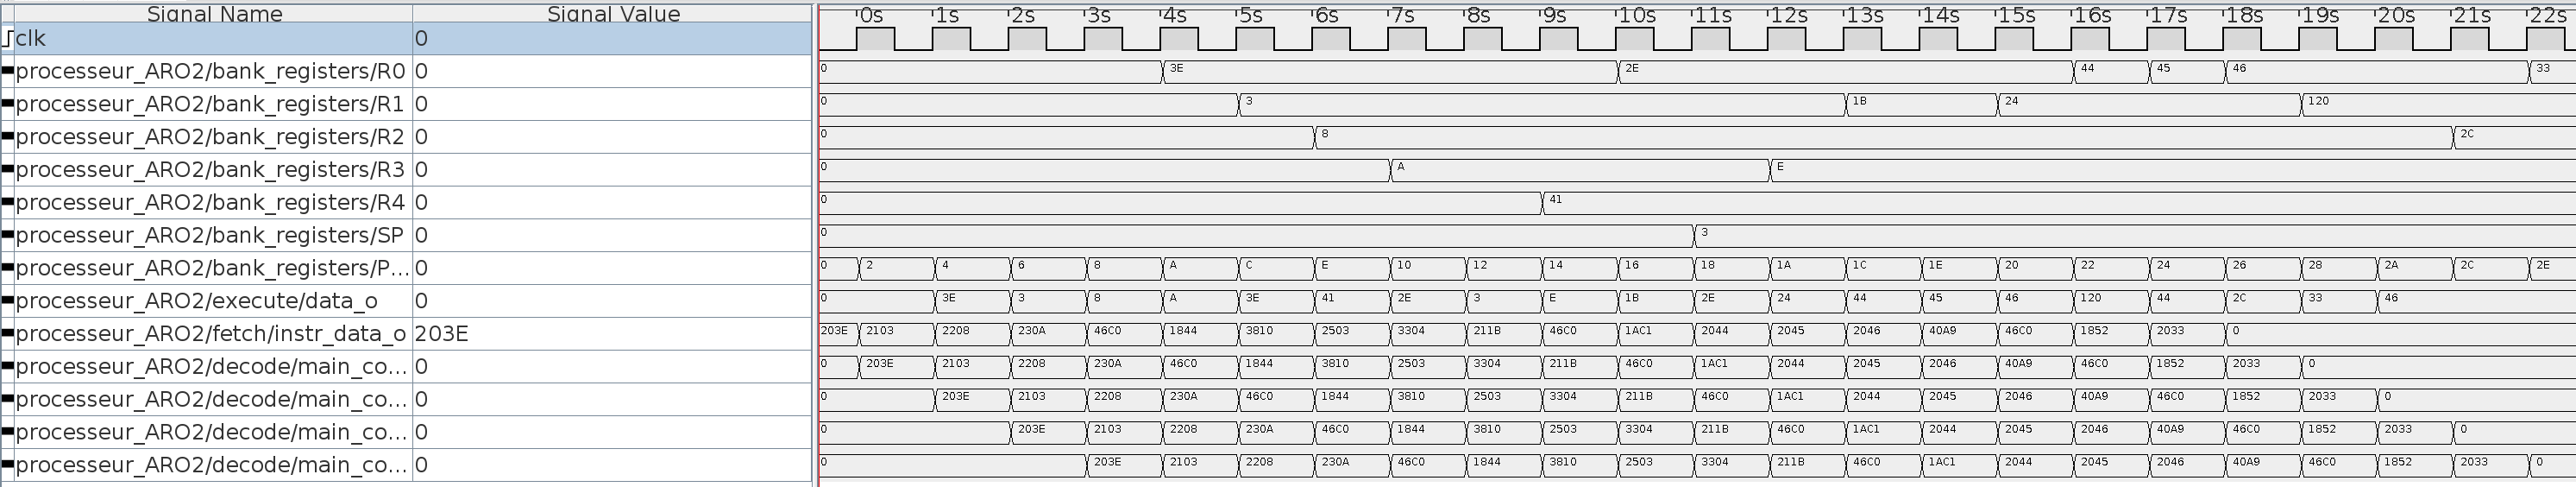 Signal Name Signal Value 0s 1s 2s 3s 4s 5s 6s 7s 8s 9s 10s 11s 12s 13s 14s 15s 16s 17s 18s 19s 20s 21s 22s
clk 0
processeur_ARO2/bank_registers/R0 0 0 3E 2E 44 45 46 33
processeur_ARO2/bank_registers/R1 0 0 3 1B 24 120
processeur_ARO2/bank_registers/R2 0 0 8 2C
processeur_ARO2/bank_registers/R3 0 0 A E
processeur_ARO2/bank_registers/R4 0 0 41
processeur_ARO2/bank_registers/SP 0 0 3
processeur_ARO2/bank_registers/P... 0 0 2 4 6 8 A C E 10 12 14 16 18 1A 1C 1E 20 22 24 26 28 2A 2C 2E
processeur_ARO2/execute/data_o 0 0 3E 3 8 A 3E 41 2E 3 E 1B 2E 24 44 45 46 120 44 2C 33 46
processeur_ARO2/fetch/instr_data_o 203E 203E 2103 2208 230A 46C0 1844 3810 2503 3304 211B 46C0 1AC1 2044 2045 2046 40A9 46C0 1852 2033 0
processeur_ARO2/decode/main_co... 0 0 203E 2103 2208 230A 46C0 1844 3810 2503 3304 211B 46C0 1AC1 2044 2045 2046 40A9 46C0 1852 2033 0
processeur_ARO2/decode/main_co... 0 0 203E 2103 2208 230A 46C0 1844 3810 2503 3304 211B 46C0 1AC1 2044 2045 2046 40A9 46C0 1852 2033 0
processeur_ARO2/decode/main_co... 0 0 203E 2103 2208 230A 46C0 1844 3810 2503 3304 211B 46C0 1AC1 2044 2045 2046 40A9 46C0 1852 2033 0
processeur_ARO2/decode/main_co... 0 0 203E 2103 2208 230A 46C0 1844 3810 2503 3304 211B 46C0 1AC1 2044 2045 2046 40A9 46C0 1852 2033 0